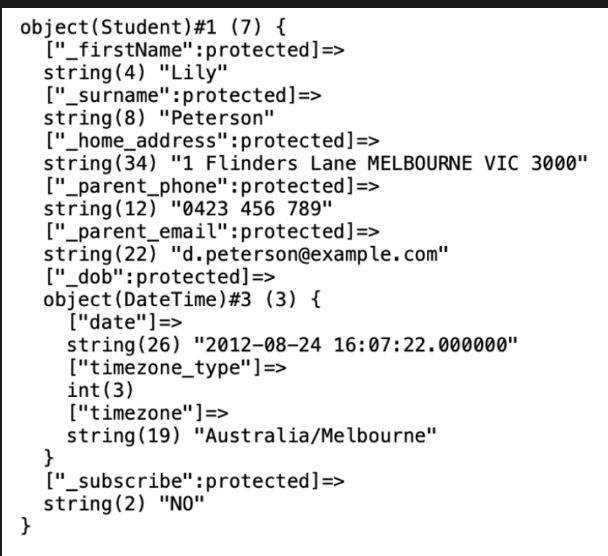 object(Student)#1 (7) {
["_firstName":protected]=>
string(4) "Lily"
["_surname":protected]=>
string(8) "Peterson"
["_home_address":protected]=>
string(34) "1 Flinders Lane MELBOURNE VIC 3000"
["_parent_phone":protected]=>
string(12) "0423 456 789"
["_parent_email":protected]=>
string(22) "d.peterson@example.com"
["_dob":protected]=>
object(DateTime)#3 (3) {
["date"]=>
string(26) "2012-08-24 16:07:22.000000"
["timezone_type"]=>
int(3)
["timezone"]=>
string(19) "Australia/Melbourne"
}
["_subscribe":protected]=>
string(2) "NO"
}